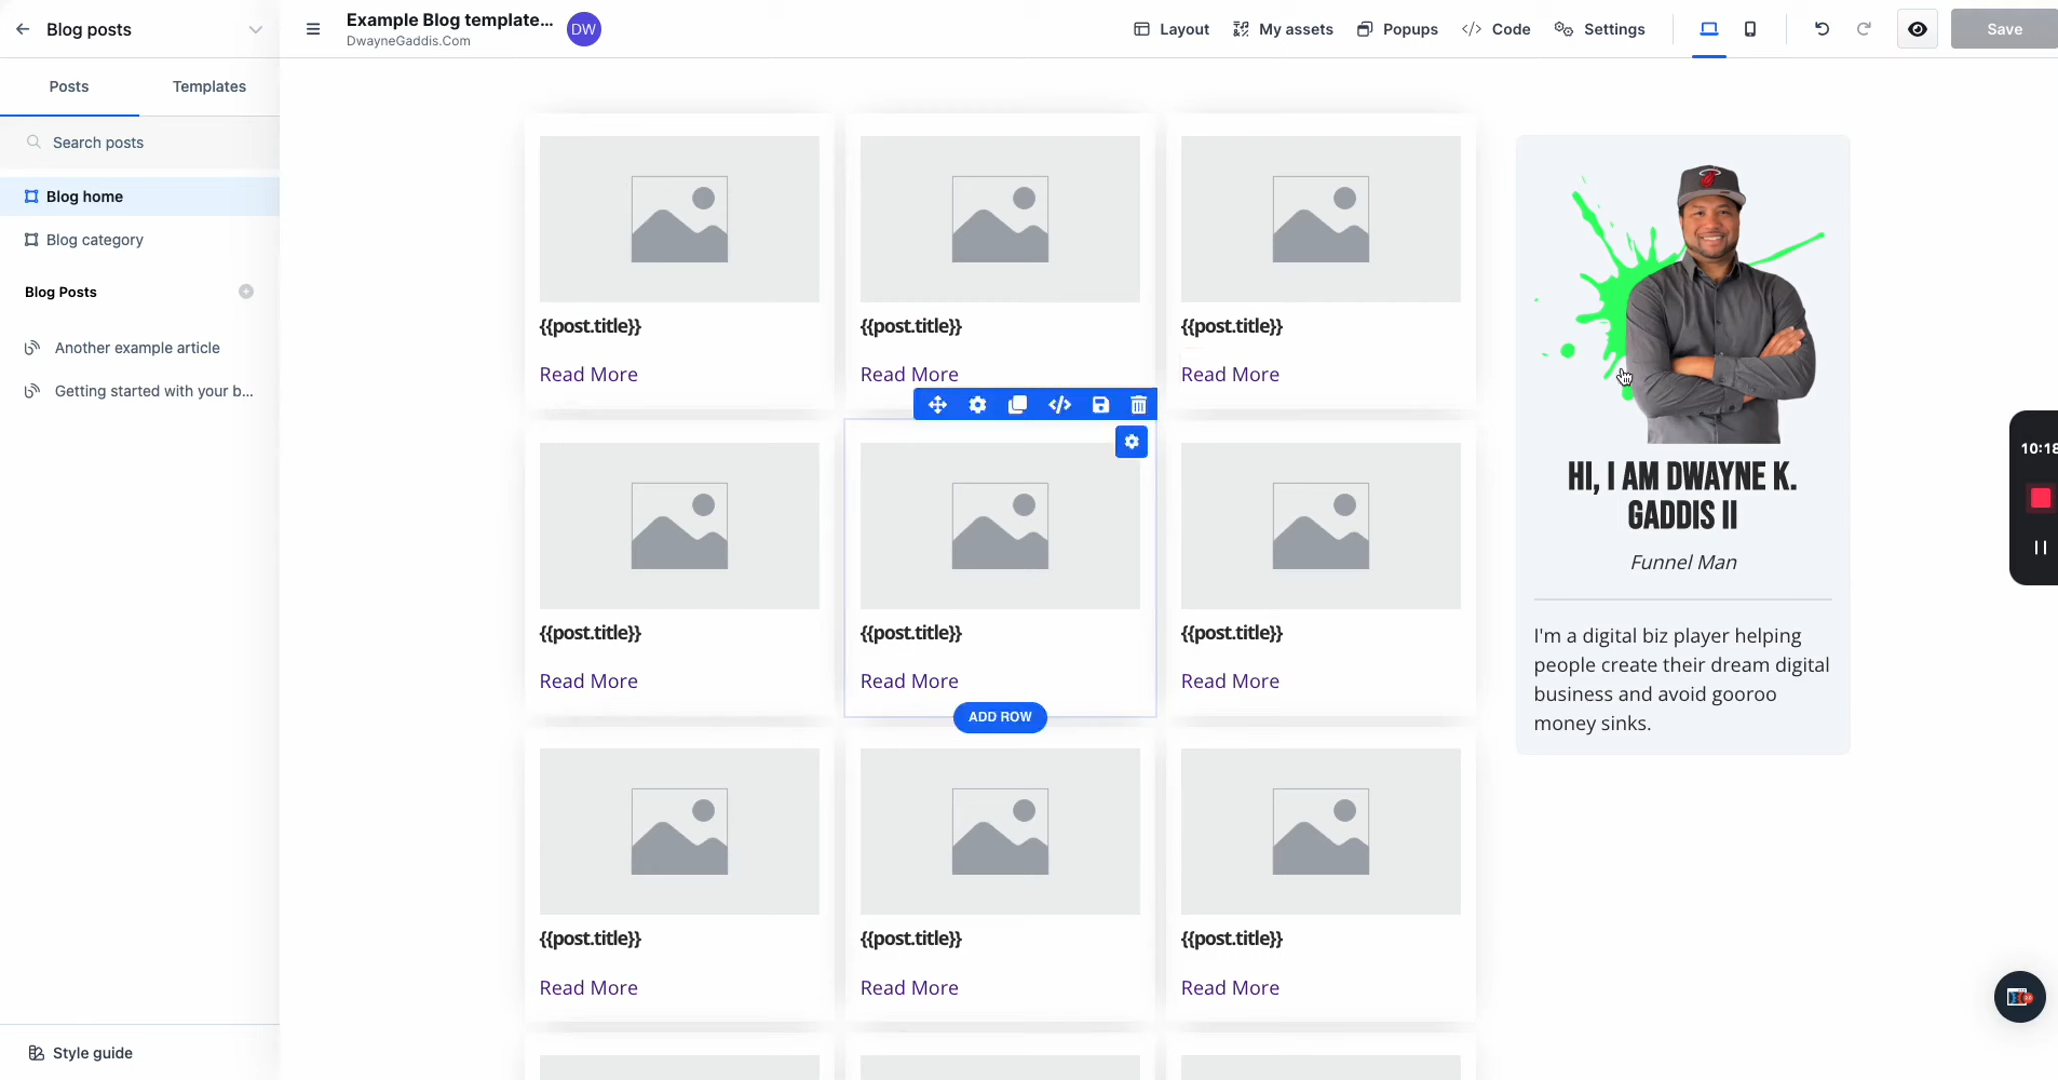 Blog posts
Example Blog template...
DwayneGaddis.Com
DW
Layout
My assets
Popups
Code
Settings
Save
Posts
Templates
Search posts
Blog home
Blog category
Blog Posts
Another example article
Getting started with your b...
Style guide
{{post.title}} {{post.title}} {{post.title}}
Read More Read More Read More
{{post.title}} {{post.title}} {{post.title}}
Read More Read More Read More
ADD ROW
{{post.title}} {{post.title}} {{post.title}}
Read More Read More Read More
HI, I AM DWAYNE K.
GADDIS II
Funnel Man
I'm a digital biz player helping
people create their dream digital
business and avoid gooroo
money sinks.
10:18